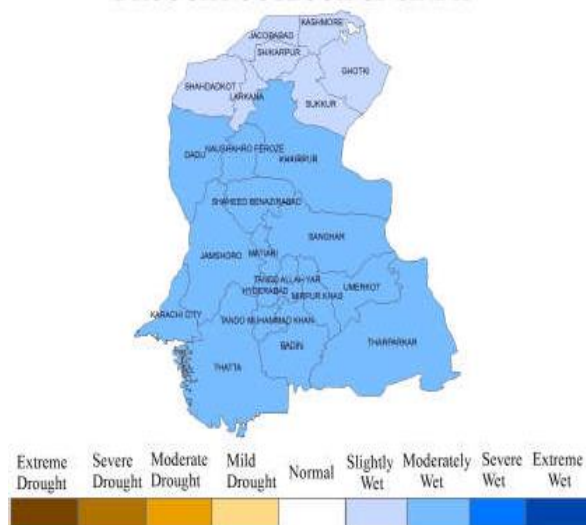 KASHMORE
JACOBABAD
SHIKARPUR
GHOTKI
SHAHDADKOT
LARKANA
SUKKUR
DADU
NAUSHAHRO FEROZE
KHAIRPUR
SHAHEED BENAZIRABAD
SANGHAR
JAMSHORO
MATIARI
TANDO ALLAH YAR
UMERKOT
HYDERABAD
MIRPUR KHAS
KARACHI CITY
TANDO MUHAMMAD KHAN
BADIN
THARPARKAR
THATTA
Extreme Drought
Severe Drought
Moderate Drought
Mild Drought
Normal
Slightly Wet
Moderately Wet
Severe Wet
Extreme Wet